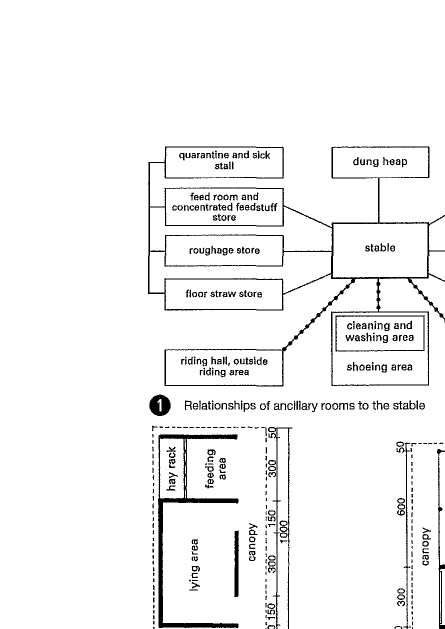 quarantine and sick
stall
dung heap
feed room and
concentrated feedstuff
store
stable
roughage store
floor straw store
cleaning and
washing area
riding hall, outside
riding area
shoeing area
1 Relationships of ancillary rooms to the stable
hay rack
feeding
area
lying area
canopy
50
300
150
300
150
1000
canopy
50
600
300